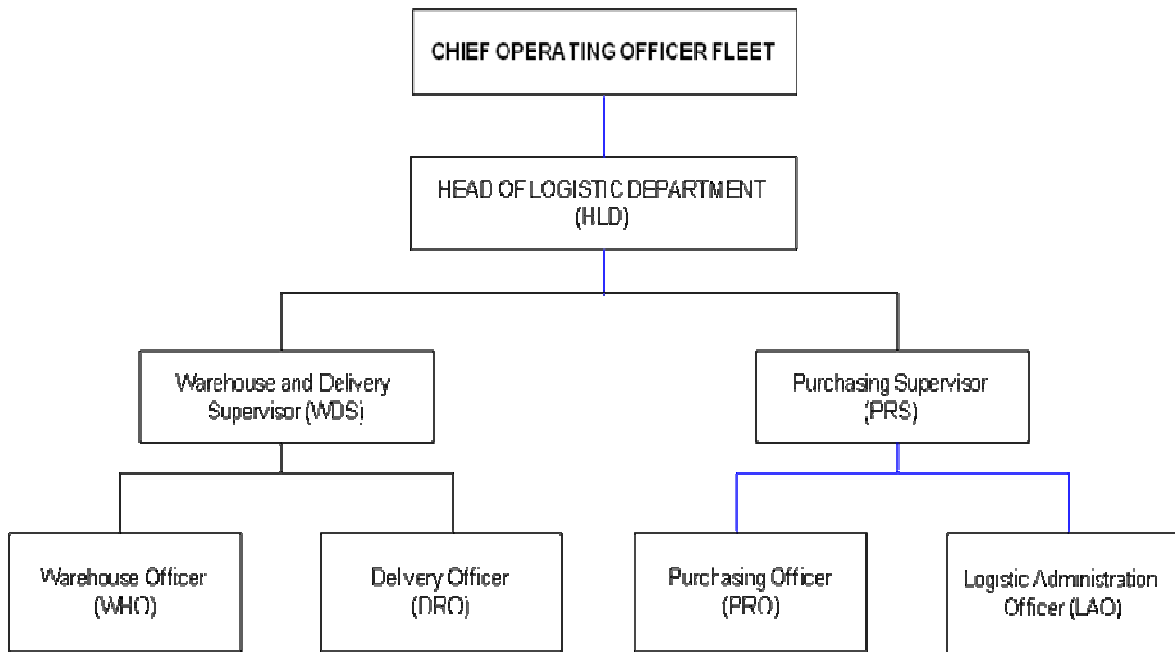 CHIEF OPERATING OFFICER FLEET
HEAD OF LOGISTIC DEPARTMENT
(HLD)
Warehouse and Delivery
Supervisor (WDS)
Purchasing Supervisor
(PRS)
Warehouse Officer
(WHO)
Delivery Officer
(DRO)
Purchasing Officer
(PRO)
Logistic Administration
Officer (LAO)